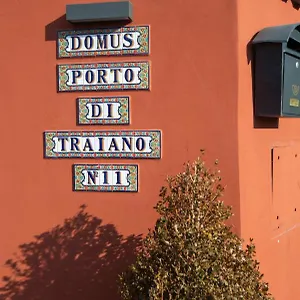 DOMUS
PORTO
DI
TRAIANO
N11